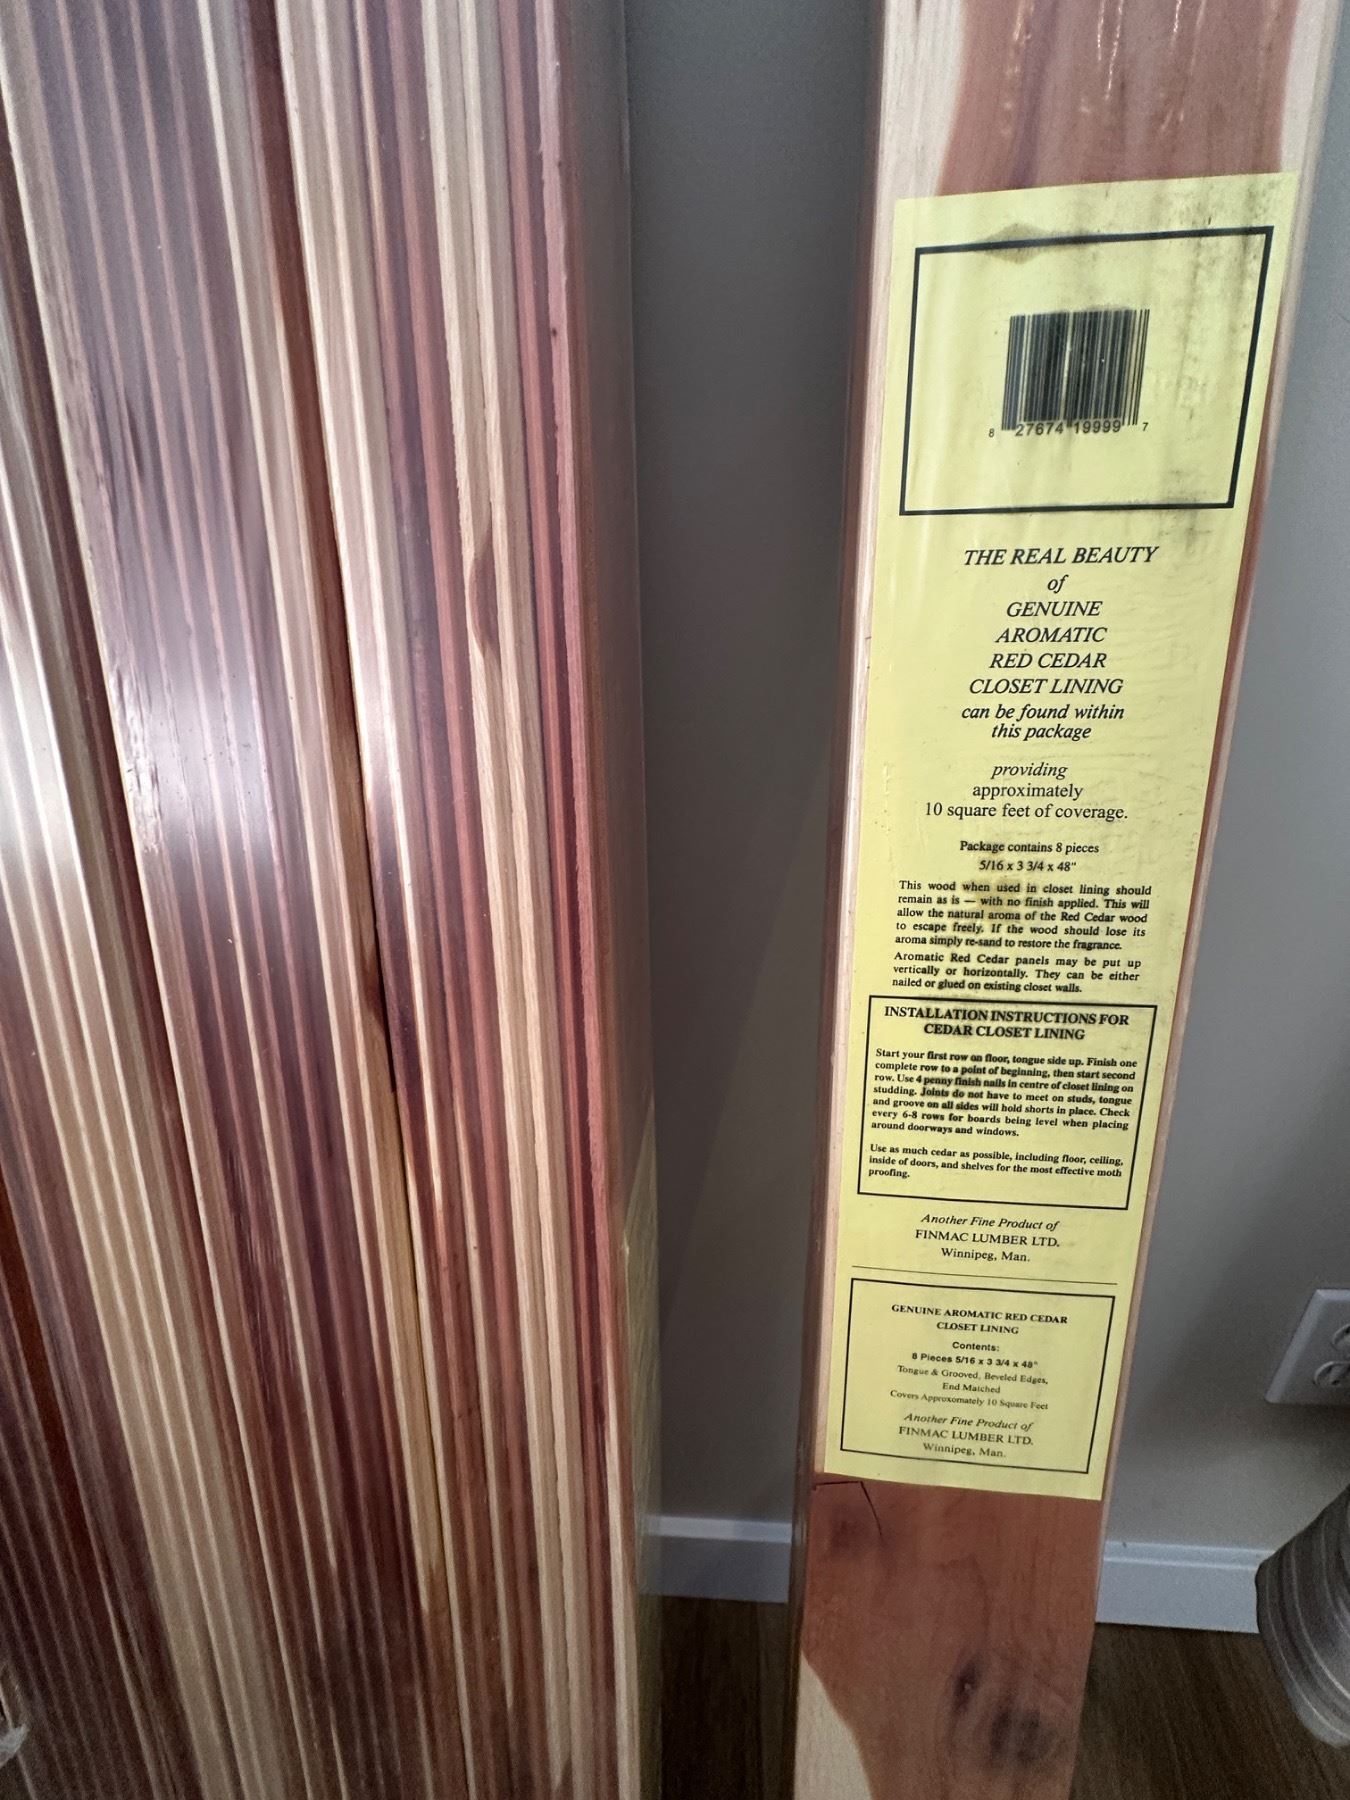 8 27674 19999 7
THE REAL BEAUTY
of
GENUINE
AROMATIC
RED CEDAR
CLOSET LINING
can be found within
this package
providing
approximately
10 square feet of coverage.
Package contains 8 pieces
5/16 x 3 3/4 x 48"
This wood when used in closet lining should
remain as is — with no finish applied. This will
allow the natural aroma of the Red Cedar wood
to escape freely. If the wood should lose its
aroma simply re-sand to restore the fragrance.
Aromatic Red Cedar panels may be put up
vertically or horizontally. They can be either
nailed or glued on existing closet walls.
INSTALLATION INSTRUCTIONS FOR
CEDAR CLOSET LINING
Start your first row on floor, tongue side up. Finish one
complete row to a point of beginning, then start second
row. Use 4 penny finish nails in centre of closet lining on
studding. Joints do not have to meet on studs, tongue
and groove on all sides will hold shorts in place. Check
every 6-8 rows for boards being level when placing
around doorways and windows.
Use as much cedar as possible, including floor, ceiling,
inside of doors, and shelves for the most effective moth
proofing.
Another Fine Product of
FINMAC LUMBER LTD.
Winnipeg, Man.
GENUINE AROMATIC RED CEDAR
CLOSET LINING
Contents:
8 Pieces 5/16 x 3 3/4 x 48"
Tongue & Grooved, Beveled Edges,
End Matched
Covers Approxomately 10 Square Feet
Another Fine Product of
FINMAC LUMBER LTD.
Winnipeg, Man.